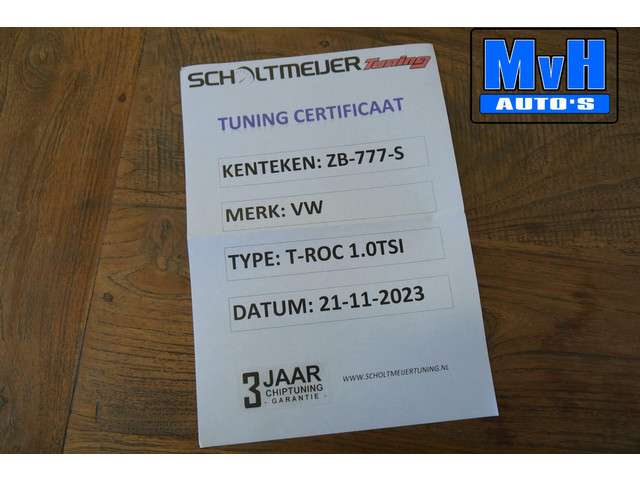 SCHOLTMEIJER Tuning
MvH
AUTO'S
TUNING CERTIFICAAT
KENTEKEN: ZB-777-S
MERK: VW
TYPE: T-ROC 1.0TSI
DATUM: 21-11-2023
3 JAAR
CHIPTUNING
- GARANTIE -
WWW.SCHOLTMEIJERTUNING.NL